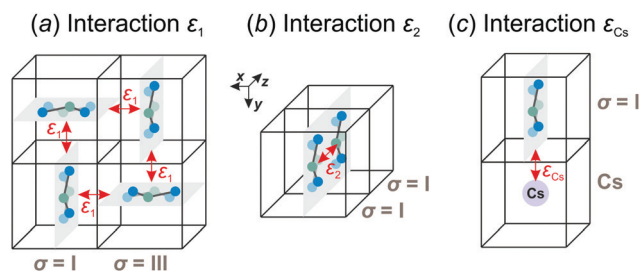 (a) Interaction ε₁
(b) Interaction ε₂
(c) Interaction εCs
ε₁
ε₁
ε₁
ε₁
σ = I
σ = III
x
z
y
ε₂
σ = I
σ = I
σ = I
εCs
Cs
Cs